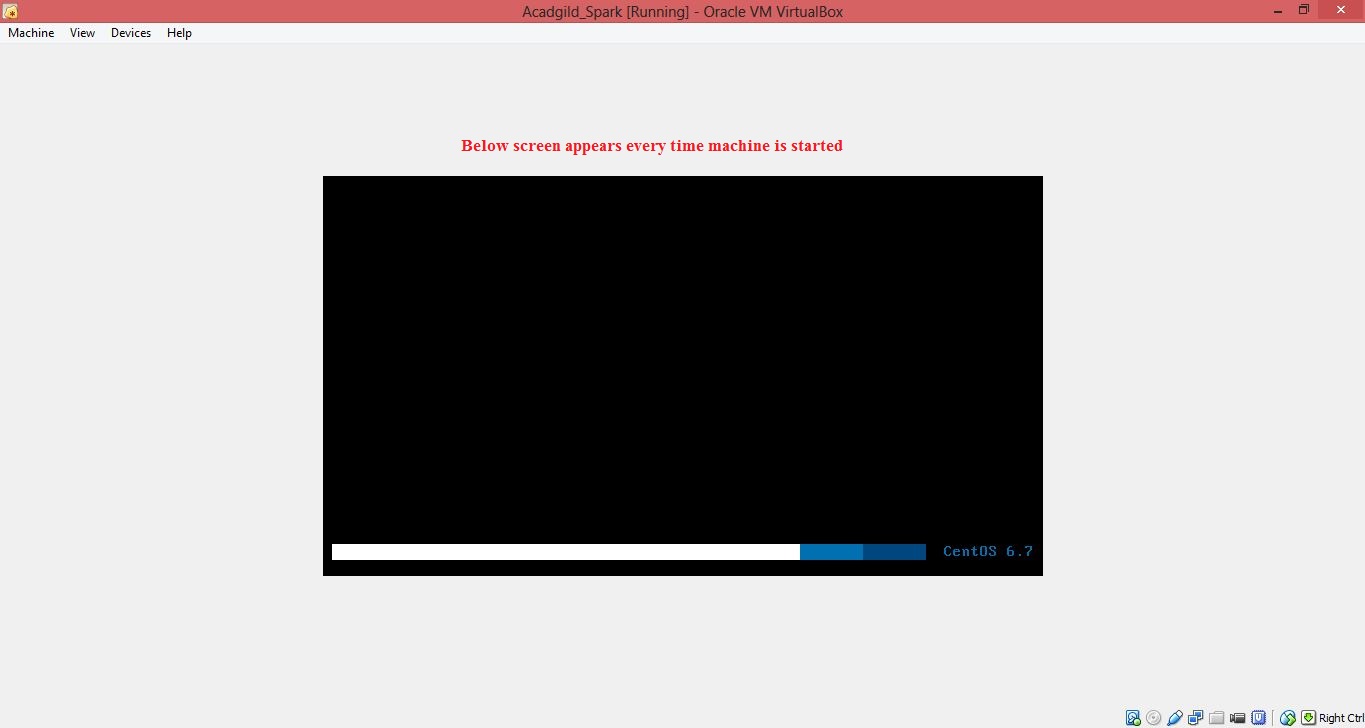 Acadgild_Spark [Running] - Oracle VM VirtualBox
Machine View Devices Help
Below screen appears every time machine is started
CentOS 6.7
Right Ctrl